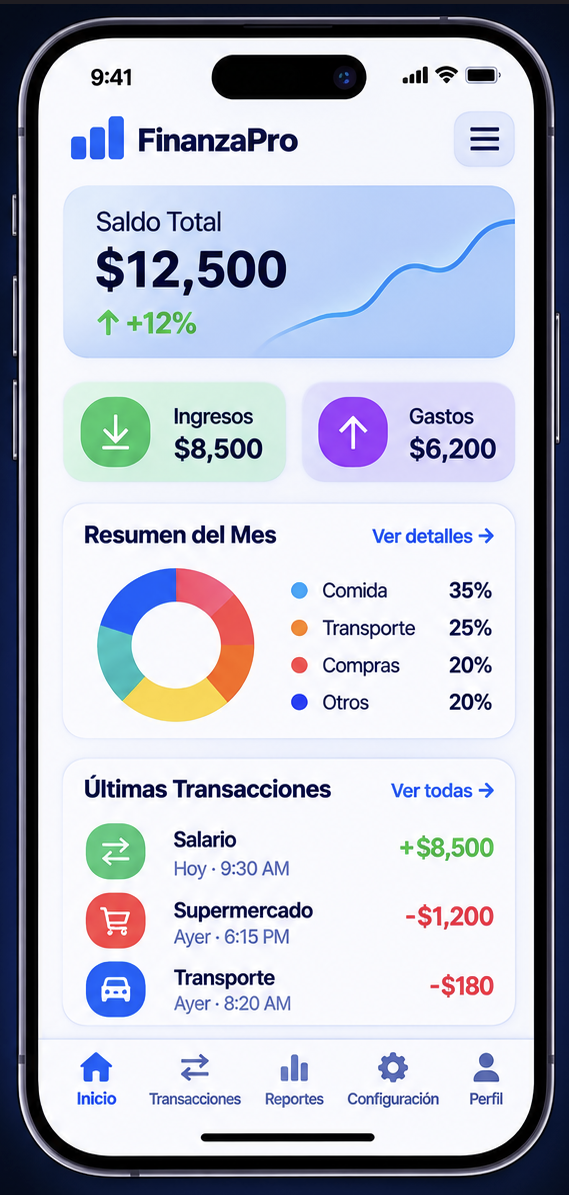 9:41
FinanzaPro
Saldo Total
$12,500
↑ +12%
Ingresos
$8,500
Gastos
$6,200
Resumen del Mes
Ver detalles →
Comida 35%
Transporte 25%
Compras 20%
Otros 20%
Últimas Transacciones
Ver todas →
Salario
Hoy · 9:30 AM
+$8,500
Supermercado
Ayer · 6:15 PM
-$1,200
Transporte
Ayer · 8:20 AM
-$180
Inicio
Transacciones
Reportes
Configuración
Perfil